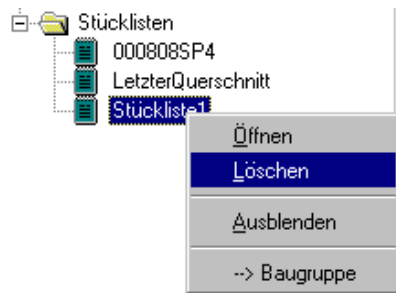 Stücklisten
000808SP4
LetzterQuerschnitt
Stückliste1
Öffnen
Löschen
Ausblenden
--> Baugruppe